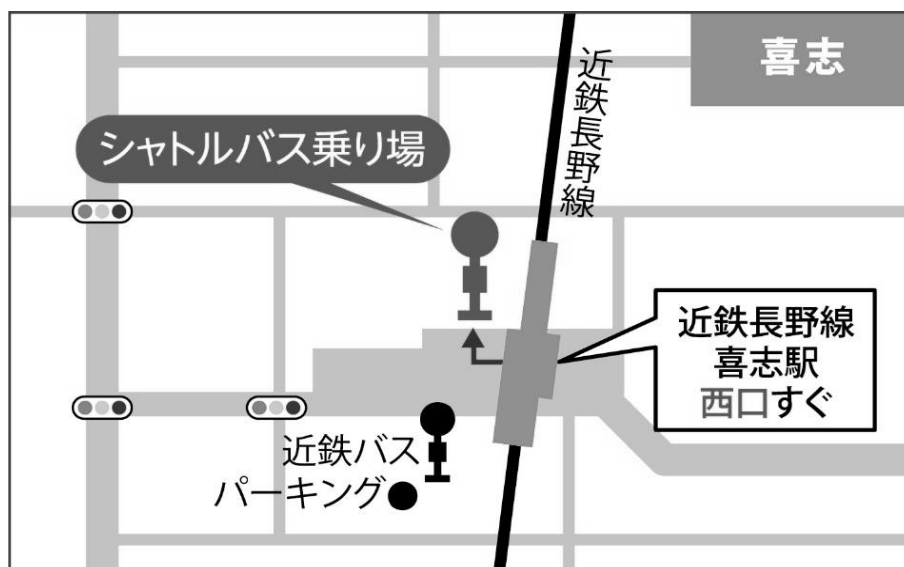 喜志
近鉄長野線
シャトルバス乗り場
近鉄長野線
喜志駅
西口すぐ
近鉄バス
パーキング